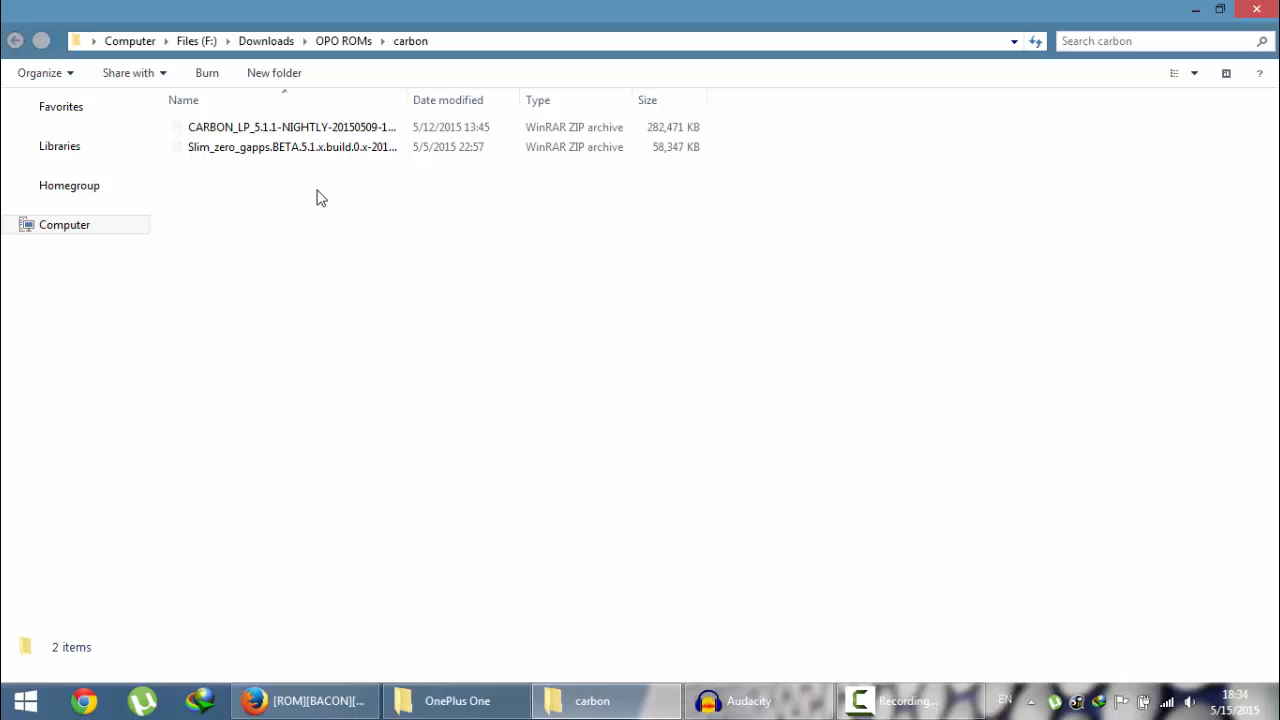 Computer Files (F:) Downloads OPO ROMs carbon
Search carbon
Organize Share with Burn New folder
Name Date modified Type Size
CARBON_LP_5.1.1-NIGHTLY-20150509-1... 5/12/2015 13:45 WinRAR ZIP archive 282,471 KB
Slim_zero_gapps.BETA.5.1.x.build.0.x-201... 5/5/2015 22:57 WinRAR ZIP archive 58,347 KB
Favorites
Libraries
Homegroup
Computer
2 items
[ROM][BACON][... OnePlus One carbon Audacity Recording... EN 18:34
5/15/2015